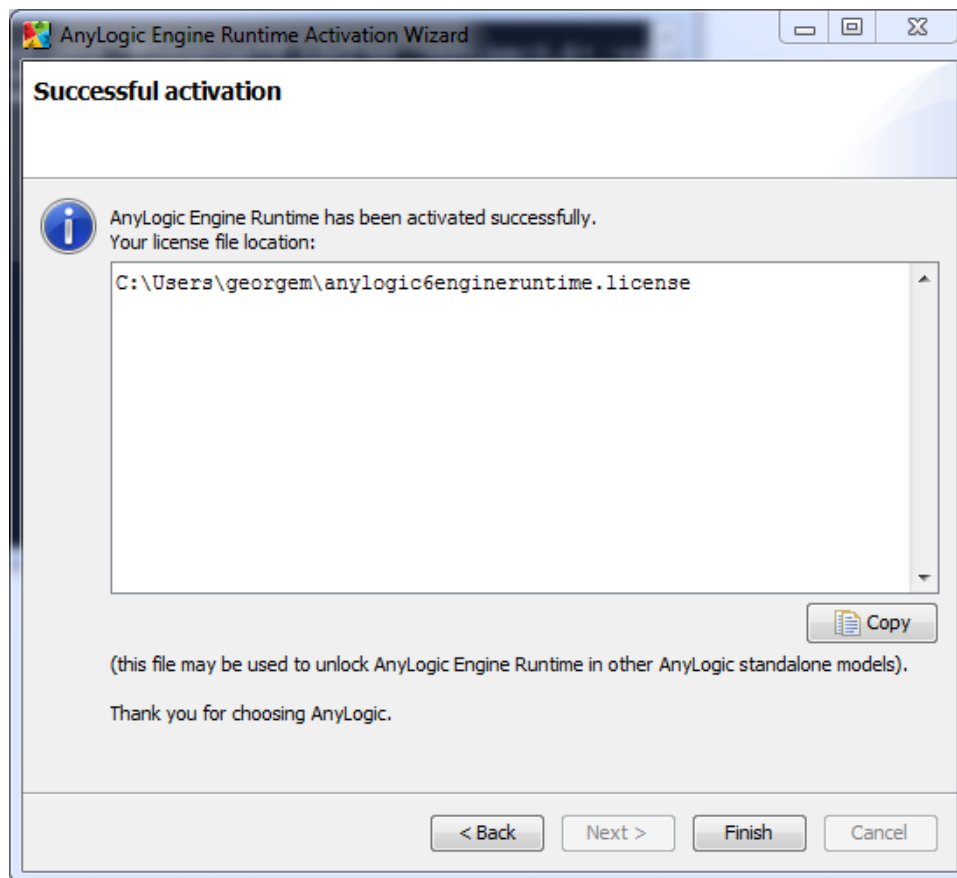 AnyLogic Engine Runtime Activation Wizard
Successful activation
AnyLogic Engine Runtime has been activated successfully.
Your license file location:
C:\Users\georgem\anylogic6engineruntime.license
Copy
(this file may be used to unlock AnyLogic Engine Runtime in other AnyLogic standalone models).
Thank you for choosing AnyLogic.
< Back Next > Finish Cancel